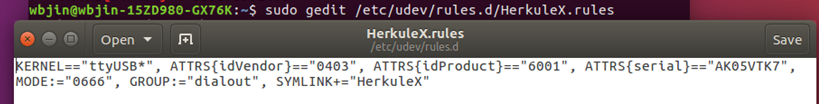 wbjin@wbjin-15ZD980-GX76K:~$ sudo gedit /etc/udev/rules.d/HerkuleX.rules
Open
HerkuleX.rules
/etc/udev/rules.d
Save
KERNEL=="ttyUSB*", ATTRS{idVendor}=="0403", ATTRS{idProduct}=="6001", ATTRS{serial}=="AK05VTK7",
MODE:="0666", GROUP:="dialout", SYMLINK+="HerkuleX"